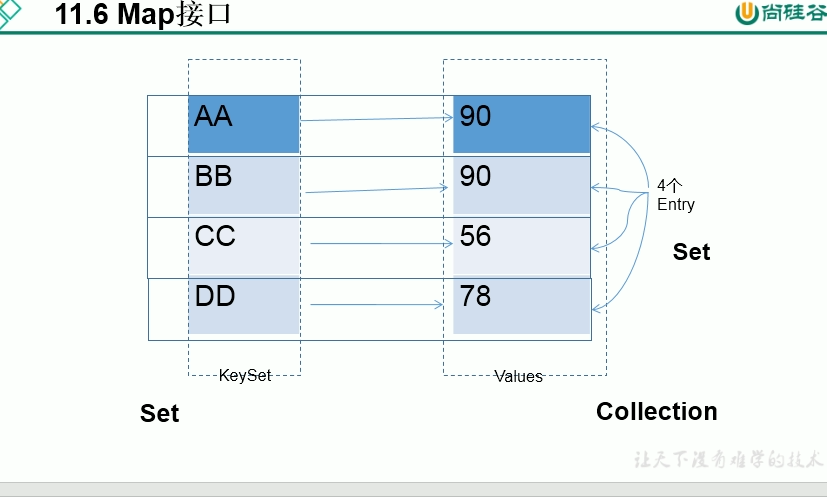 11.6 Map接口
尚硅谷
AA 90
BB 90
CC 56
DD 78
4个
Entry
Set
KeySet Values
Set Collection
让天下没有难学的技术